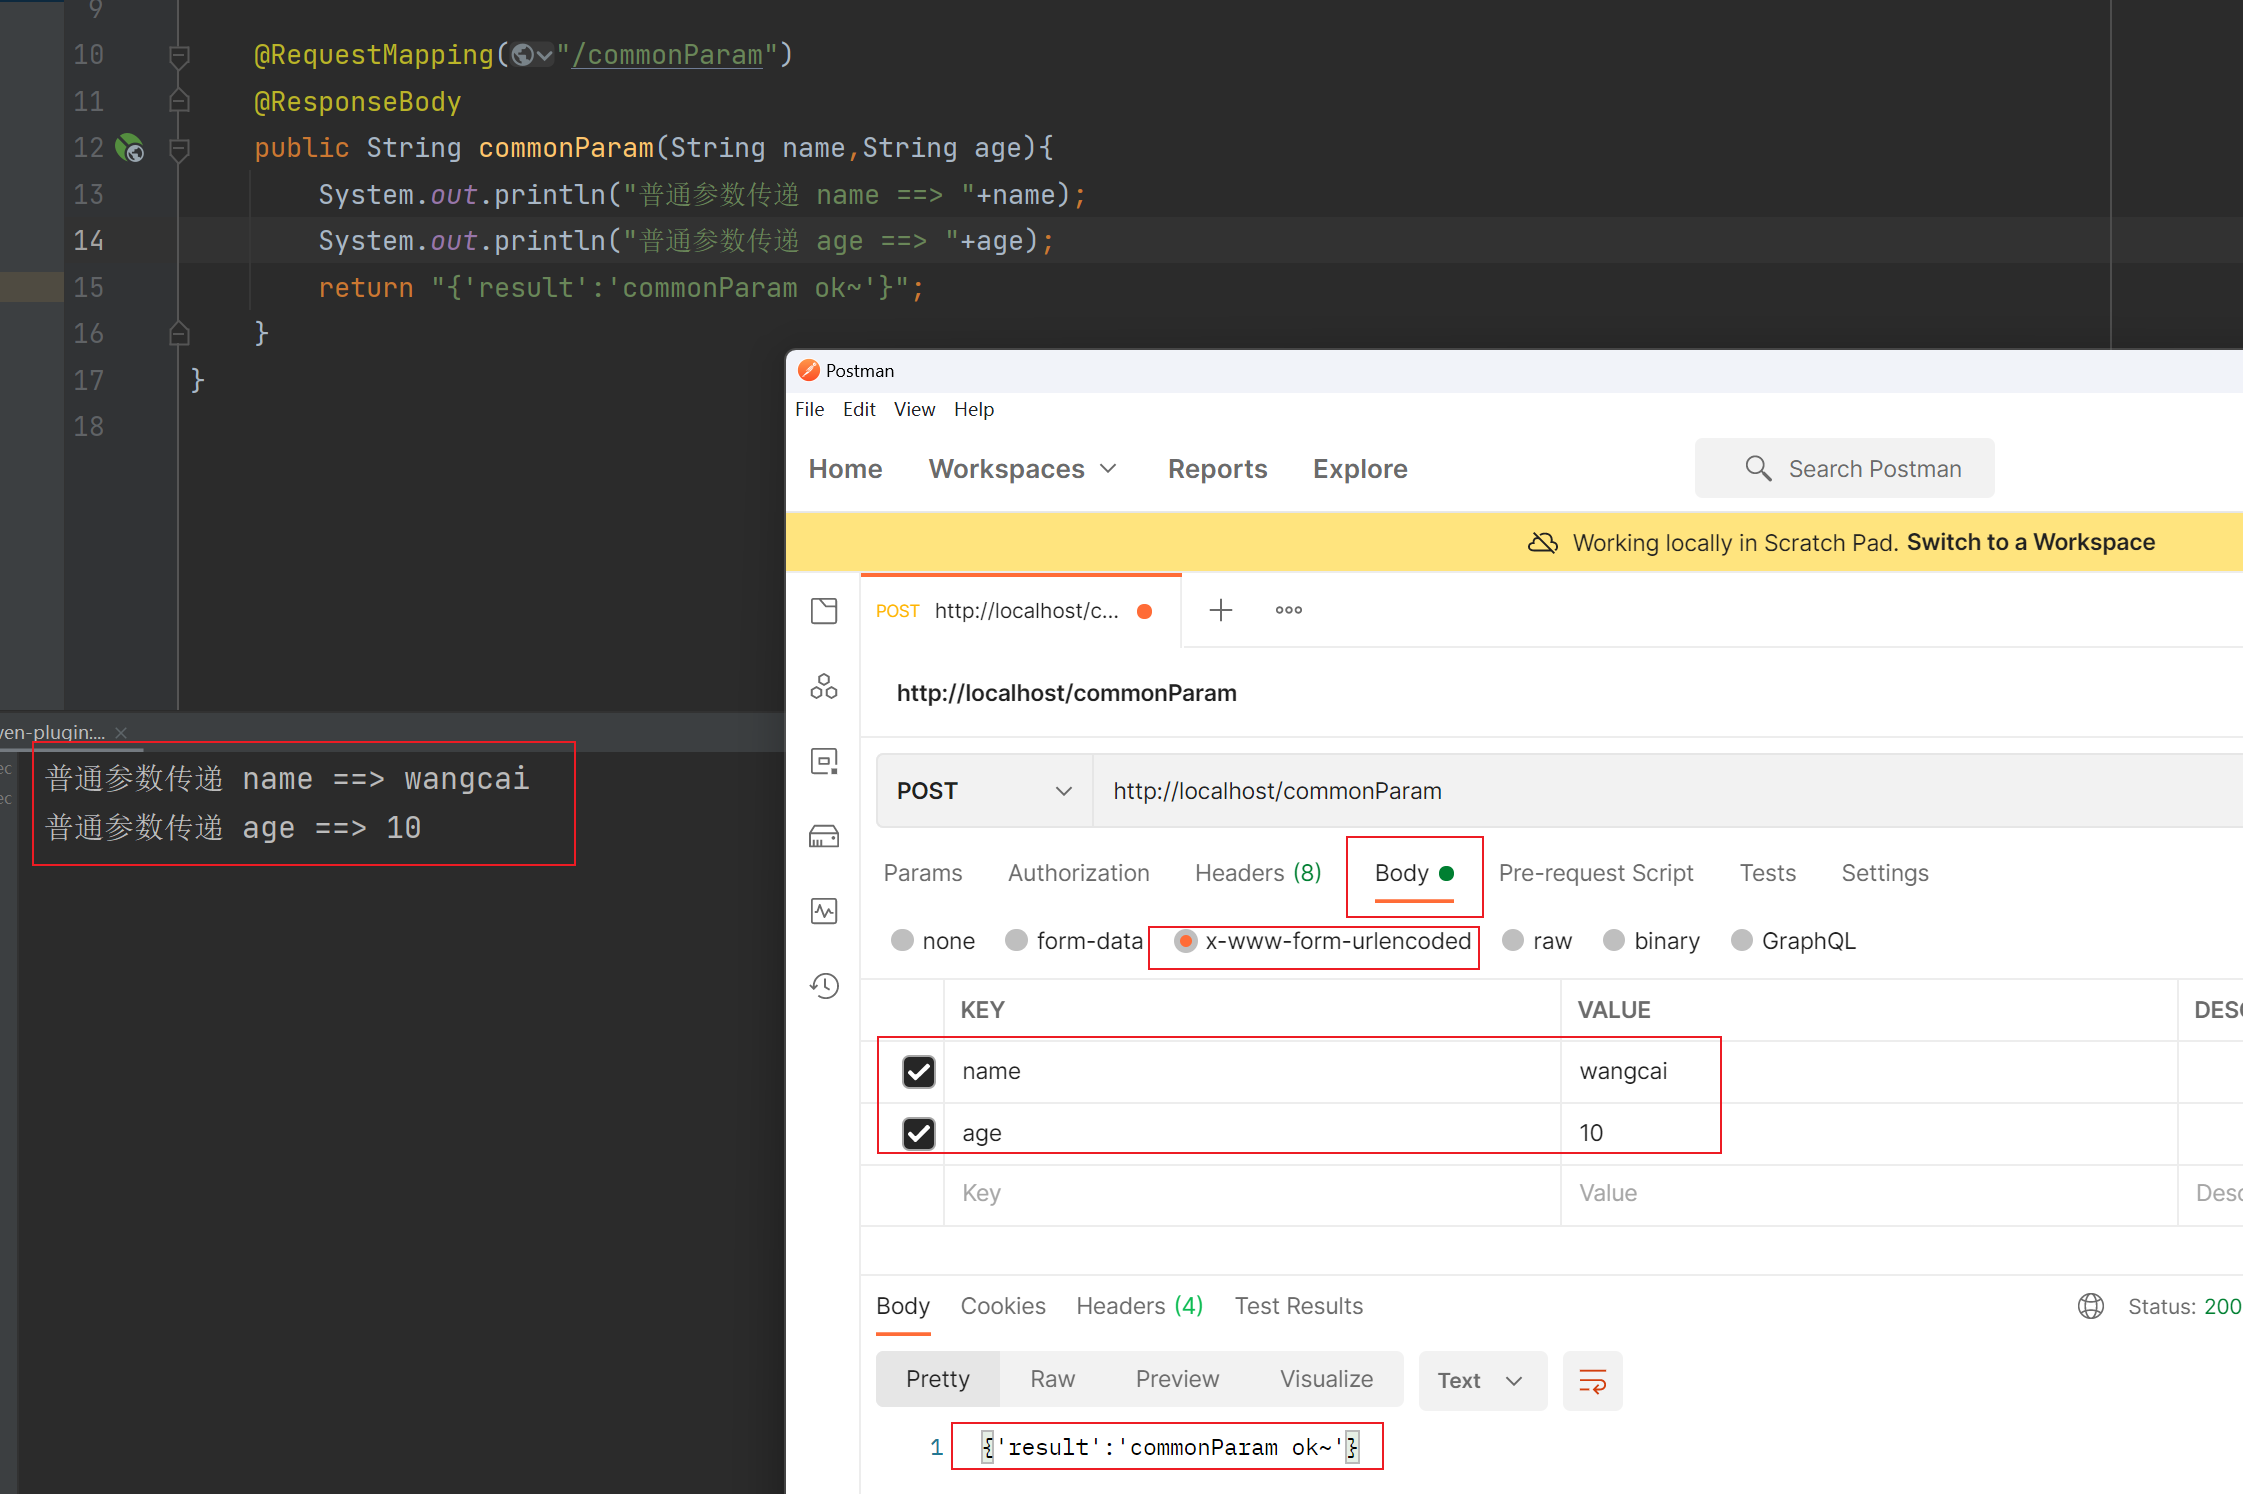 9
10 @RequestMapping("/commonParam")
11 @ResponseBody
12 public String commonParam(String name,String age){
13 System.out.println("普通参数传递 name ==> "+name);
14 System.out.println("普通参数传递 age ==> "+age);
15 return "{'result':'commonParam ok~'}";
16 }
17 }
18
ven-plugin:...
普通参数传递 name ==> wangcai
普通参数传递 age ==> 10
Postman
File Edit View Help
Home Workspaces Reports Explore Search Postman
Working locally in Scratch Pad. Switch to a Workspace
POST http://localhost/c...
http://localhost/commonParam
POST http://localhost/commonParam
Params Authorization Headers (8) Body Pre-request Script Tests Settings
none form-data x-www-form-urlencoded raw binary GraphQL
KEY VALUE DESC
name wangcai
age 10
Key Value Desc
Body Cookies Headers (4) Test Results Status: 200
Pretty Raw Preview Visualize Text
1 {'result':'commonParam ok~'}